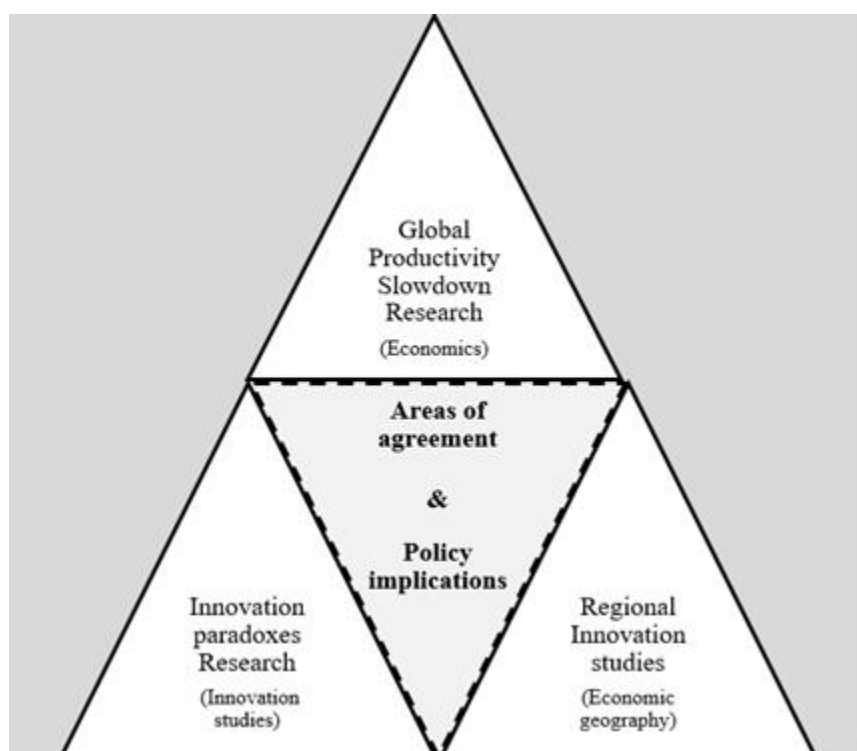 Global
Productivity
Slowdown
Research
(Economics)
Areas of
agreement
&
Policy
implications
Innovation
paradoxes
Research
(Innovation
studies)
Regional
Innovation
studies
(Economic
geography)